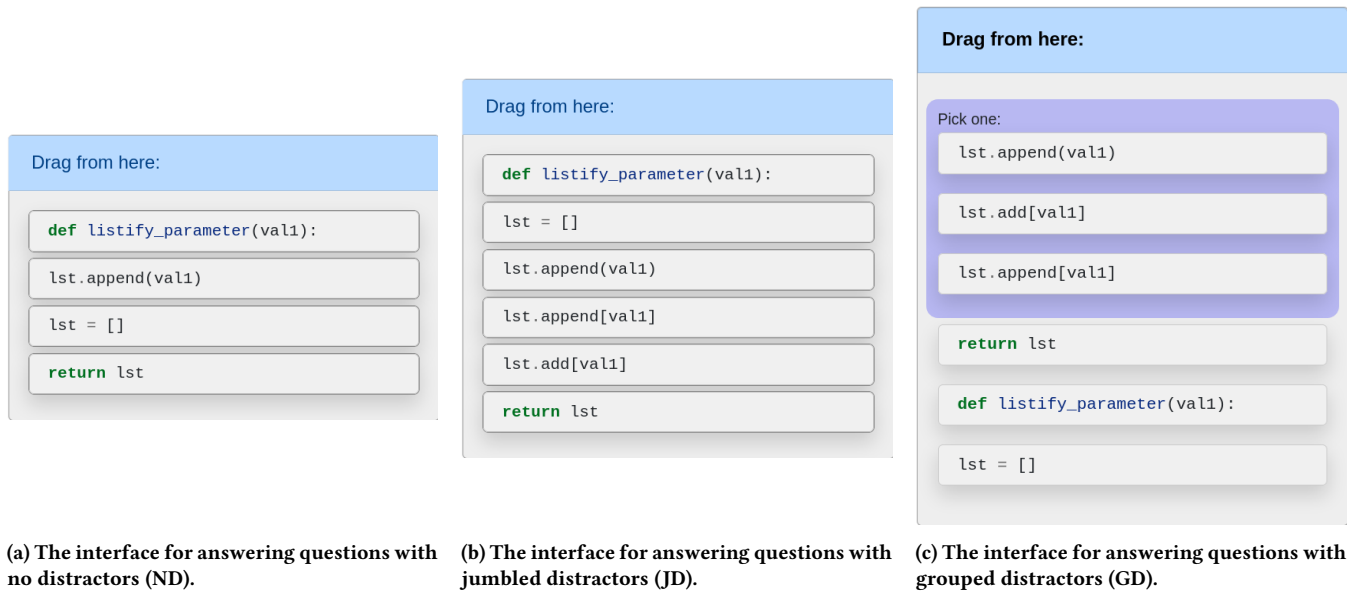 Drag from here:
def listify_parameter(val1):
lst.append(val1)
lst = []
return lst
(a) The interface for answering questions with
no distractors (ND).
Drag from here:
def listify_parameter(val1):
lst = []
lst.append(val1)
lst.append[val1]
lst.add[val1]
return lst
(b) The interface for answering questions with
jumbled distractors (JD).
Drag from here:
Pick one:
lst.append(val1)
lst.add[val1]
lst.append[val1]
return lst
def listify_parameter(val1):
lst = []
(c) The interface for answering questions with
grouped distractors (GD).